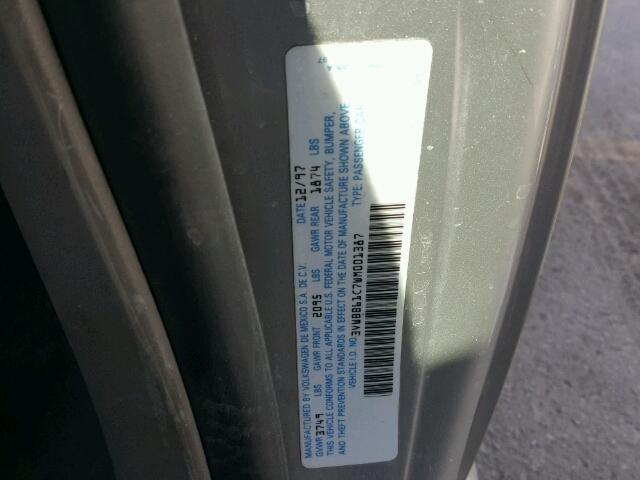 MANUFACTURED BY VOLKSWAGEN DE MEXICO S.A. DE C.V. DATE 12/97
GVWR 3749 LBS GAWR FRONT 2095 LBS GAWR REAR 1874 LBS
THIS VEHICLE CONFORMS TO ALL APPLICABLE U.S. FEDERAL MOTOR VEHICLE SAFETY, BUMPER,
AND THEFT PREVENTION STANDARDS IN EFFECT ON THE DATE OF MANUFACTURE SHOWN ABOVE
VEHICLE I.D. NO 3VWBB61C7WM001387 TYPE: PASSENGER CAR